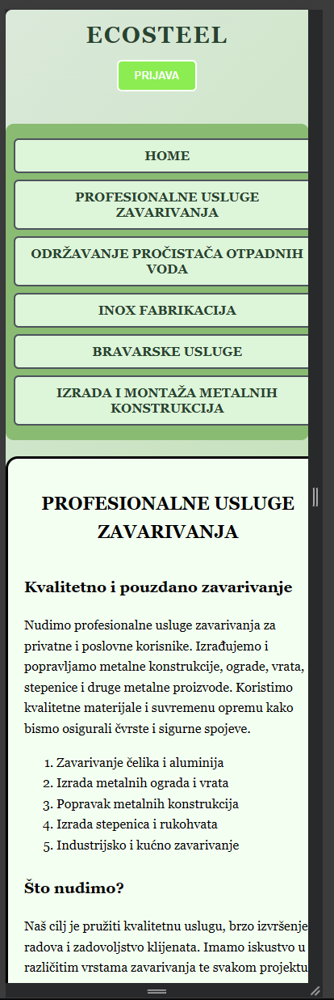 ECOSTEEL
PRIJAVA
HOME
PROFESIONALNE USLUGE
ZAVARIVANJA
ODRŽAVANJE PROČISTAČA OTPADNIH
VODA
INOX FABRIKACIJA
BRAVARSKE USLUGE
IZRADA I MONTAŽA METALNIH
KONSTRUKCIJA
PROFESIONALNE USLUGE
ZAVARIVANJA
Kvalitetno i pouzdano zavarivanje
Nudimo profesionalne usluge zavarivanja za
privatne i poslovne korisnike. Izrađujemo i
popravljamo metalne konstrukcije, ograde, vrata,
stepenice i druge metalne proizvode. Koristimo
kvalitetne materijale i suvremenu opremu kako
bismo osigurali čvrste i sigurne spojeve.
1. Zavarivanje čelika i aluminija
2. Izrada metalnih ograda i vrata
3. Popravak metalnih konstrukcija
4. Izrada stepenica i rukohvata
5. Industrijsko i kućno zavarivanje
Što nudimo?
Naš cilj je pružiti kvalitetnu uslugu, brzo izvršenje
radova i zadovoljstvo klijenata. Imamo iskustvo u
različitim vrstama zavarivanja te svakom projektu